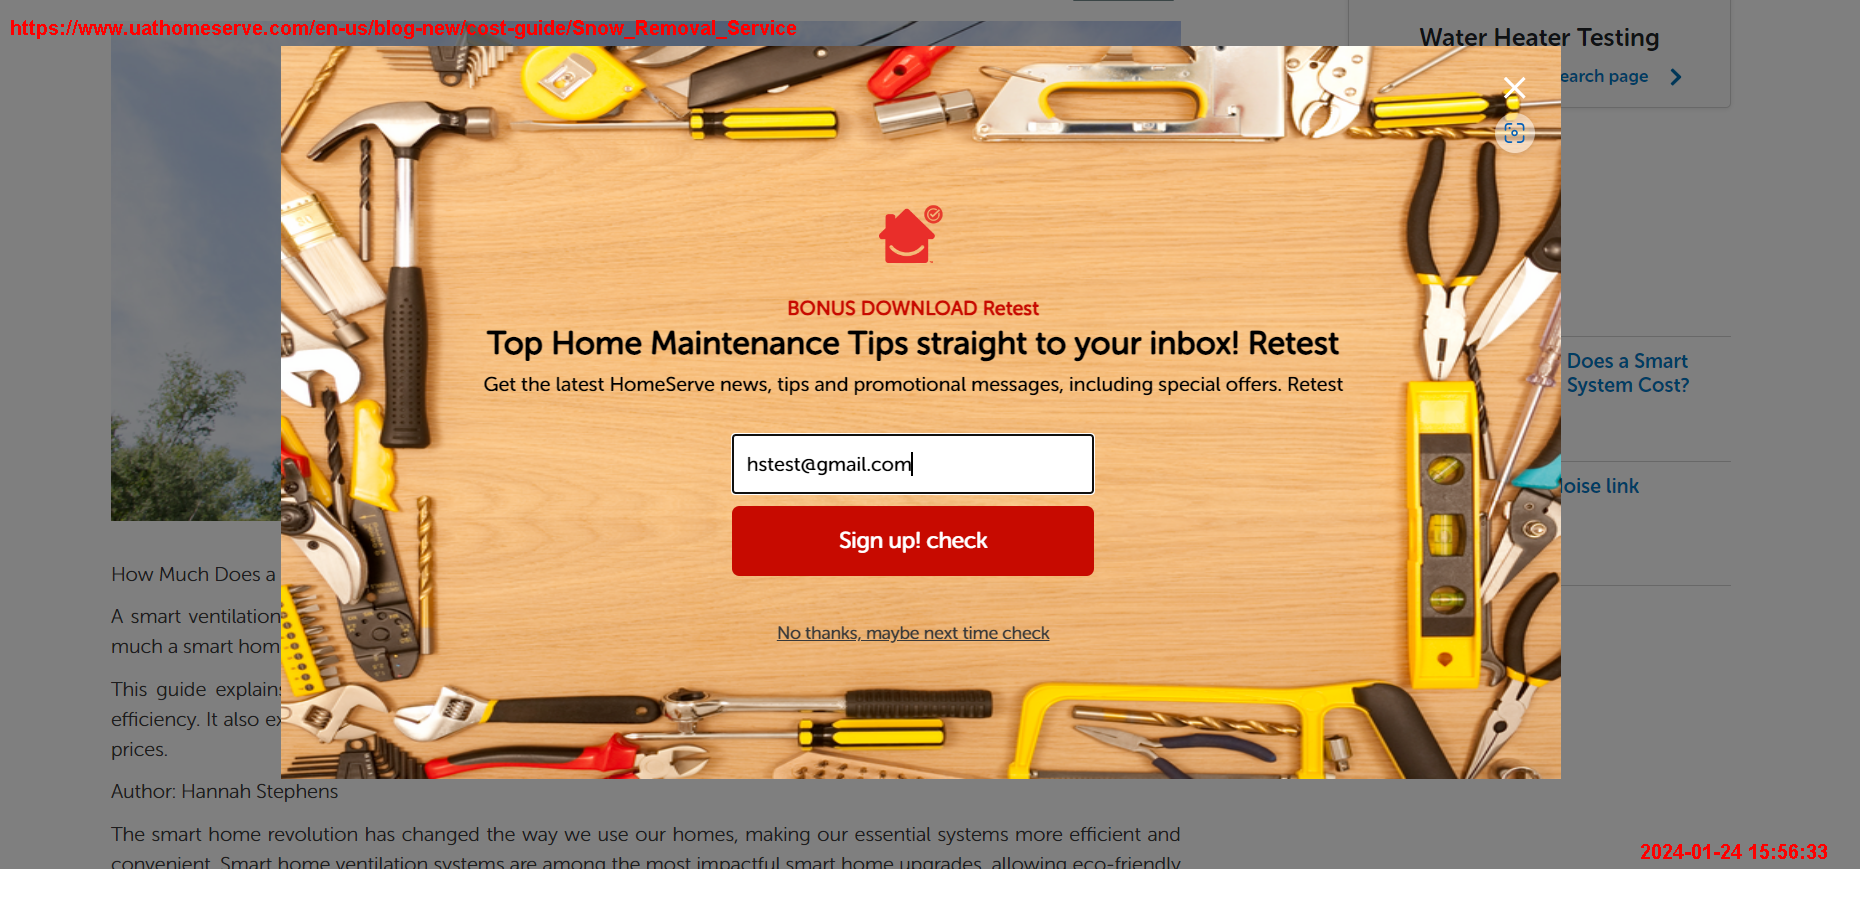 https://www.uathomeserve.com/en-us/blog-new/cost-guide/Snow_Removal_Service
Water Heater Testing
earch page
BONUS DOWNLOAD Retest
Top Home Maintenance Tips straight to your inbox! Retest
Get the latest HomeServe news, tips and promotional messages, including special offers. Retest
hstest@gmail.com
Sign up! check
No thanks, maybe next time check
Does a Smart
System Cost?
oise link
How Much Does a
A smart ventilation
much a smart hom
This guide explains
efficiency. It also ex
prices.
Author: Hannah Stephens
The smart home revolution has changed the way we use our homes, making our essential systems more efficient and
convenient. Smart home ventilation systems are among the most impactful smart home upgrades, allowing eco-friendly
2024-01-24 15:56:33